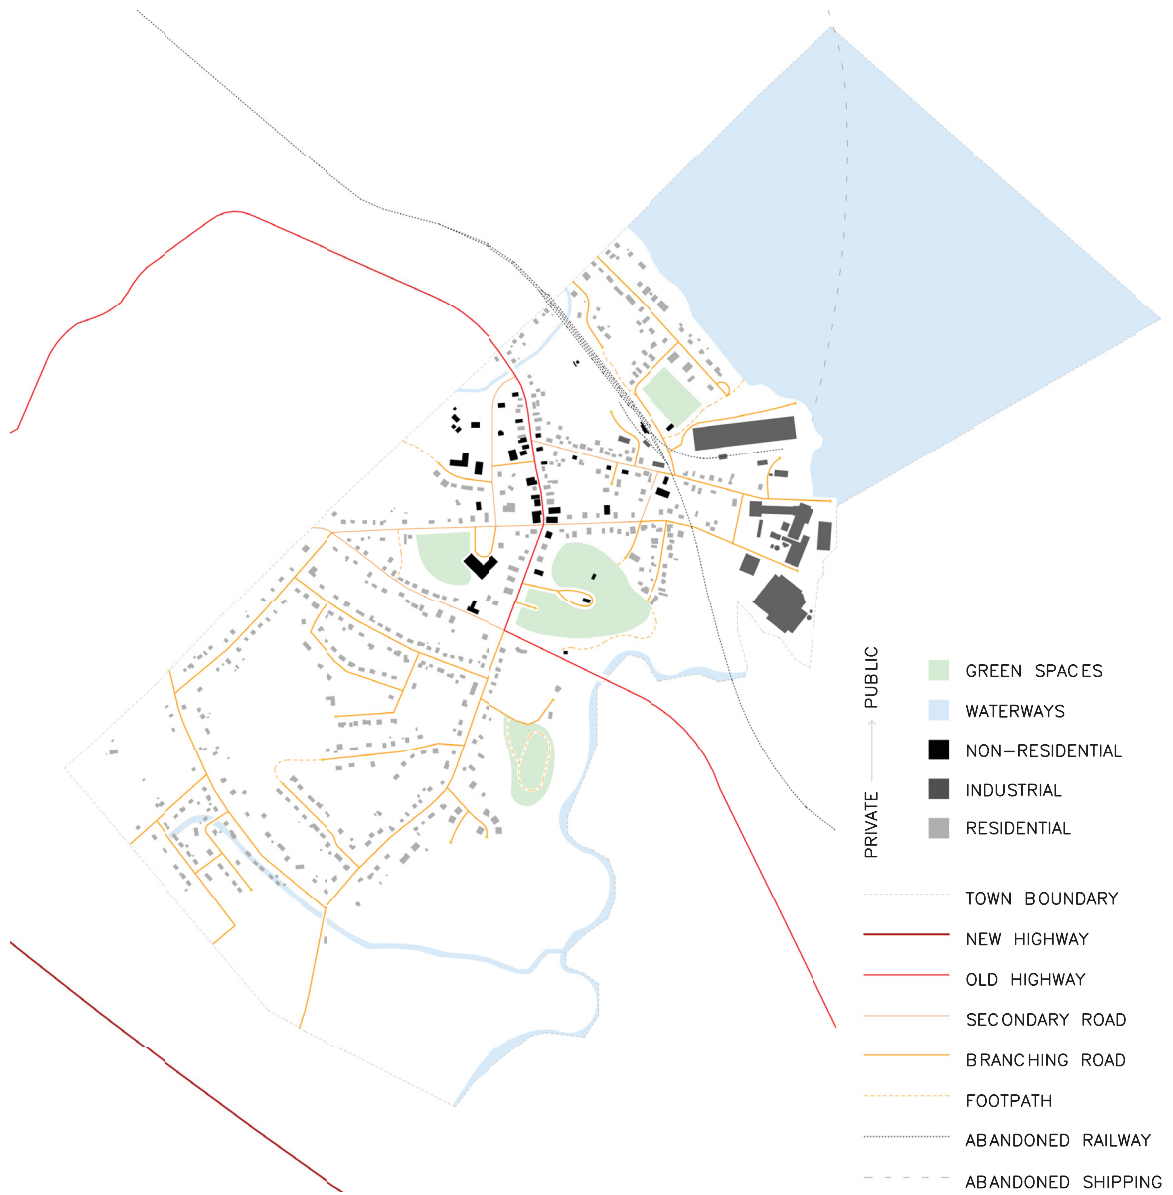 PRIVATE
PUBLIC
GREEN SPACES
WATERWAYS
NON-RESIDENTIAL
INDUSTRIAL
RESIDENTIAL
TOWN BOUNDARY
NEW HIGHWAY
OLD HIGHWAY
SECONDARY ROAD
BRANCHING ROAD
FOOTPATH
ABANDONED RAILWAY
ABANDONED SHIPPING